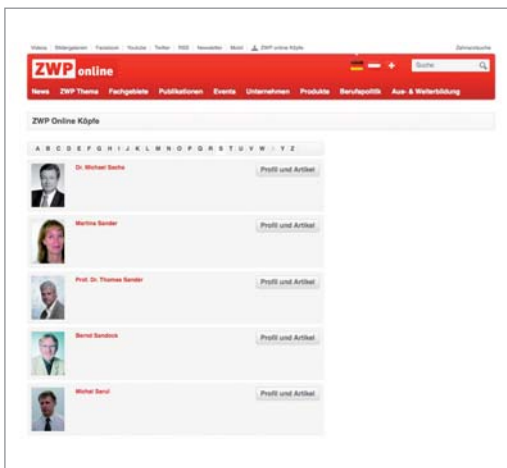 Videos Bildergalerien Facebook Youtube Twitter RSS Newsletter Mobil ZWP online Köpfe Zahnarztsuche
ZWP online
Suche
News ZWP Thema Fachgebiete Publikationen Events Unternehmen Produkte Berufspolitik Aus- & Weiterbildung
ZWP Online Köpfe
A B C D E F G H I J K L M N O P Q R S T U V W X Y Z
Dr. Michael Sachs Profil und Artikel
Martina Sander Profil und Artikel
Prof. Dr. Thomas Sander Profil und Artikel
Bernd Sandock Profil und Artikel
Michel Sarul Profil und Artikel